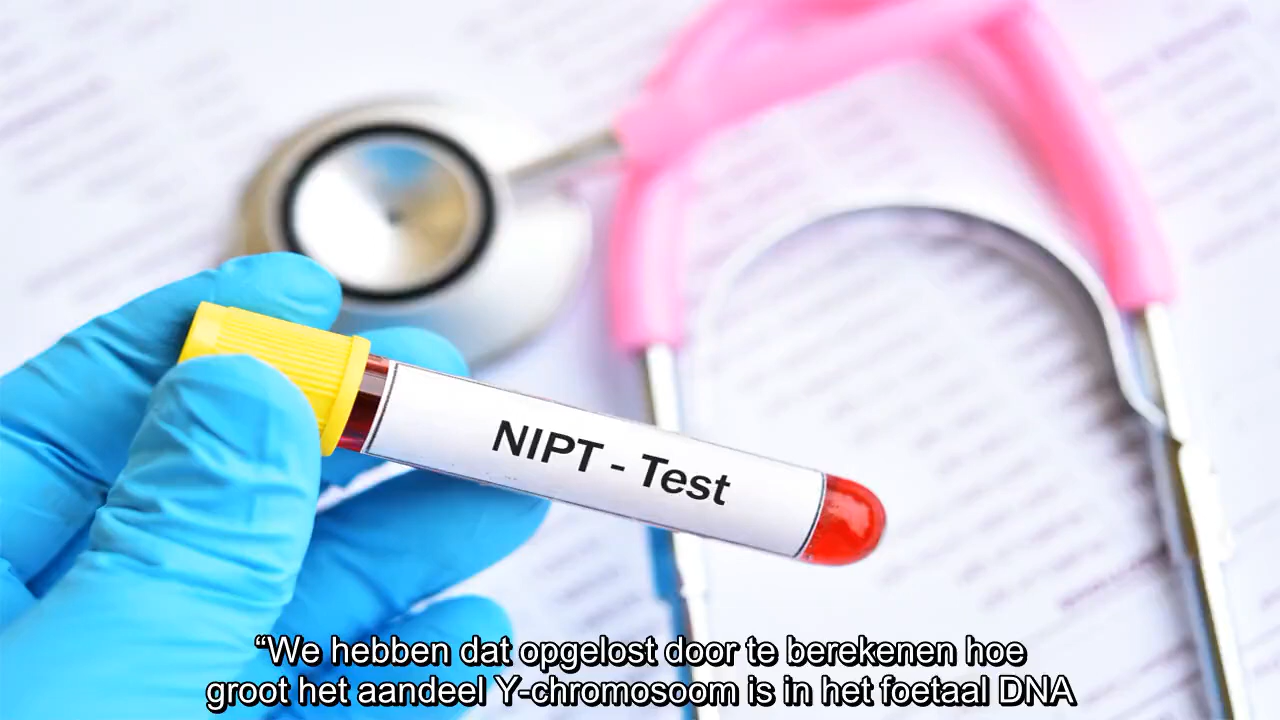 NIPT - Test
“We hebben dat opgelost door te berekenen hoe
groot het aandeel Y-chromosoom is in het foetaal DNA